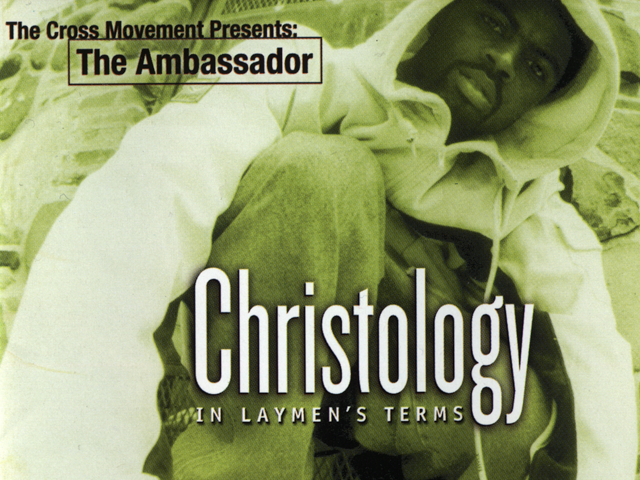 The Cross Movement Presents:
The Ambassador
Christology
IN LAYMEN'S TERMS